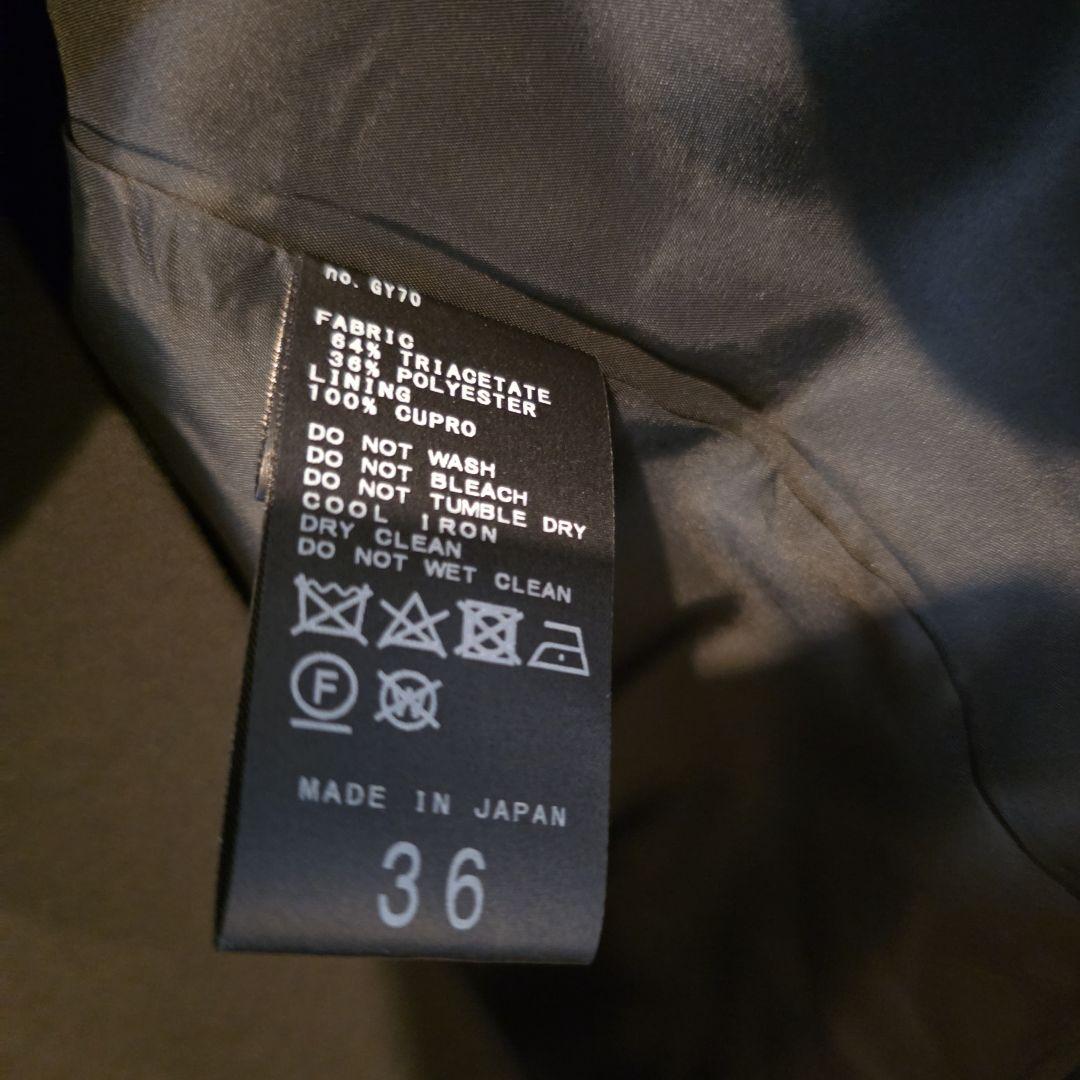 no. GY70
FABRIC
64% TRIACETATE
36% POLYESTER
LINING
100% CUPRO
DO NOT WASH
DO NOT BLEACH
DO NOT TUMBLE DRY
COOL IRON
DRY CLEAN
DO NOT WET CLEAN
F W
MADE IN JAPAN
36